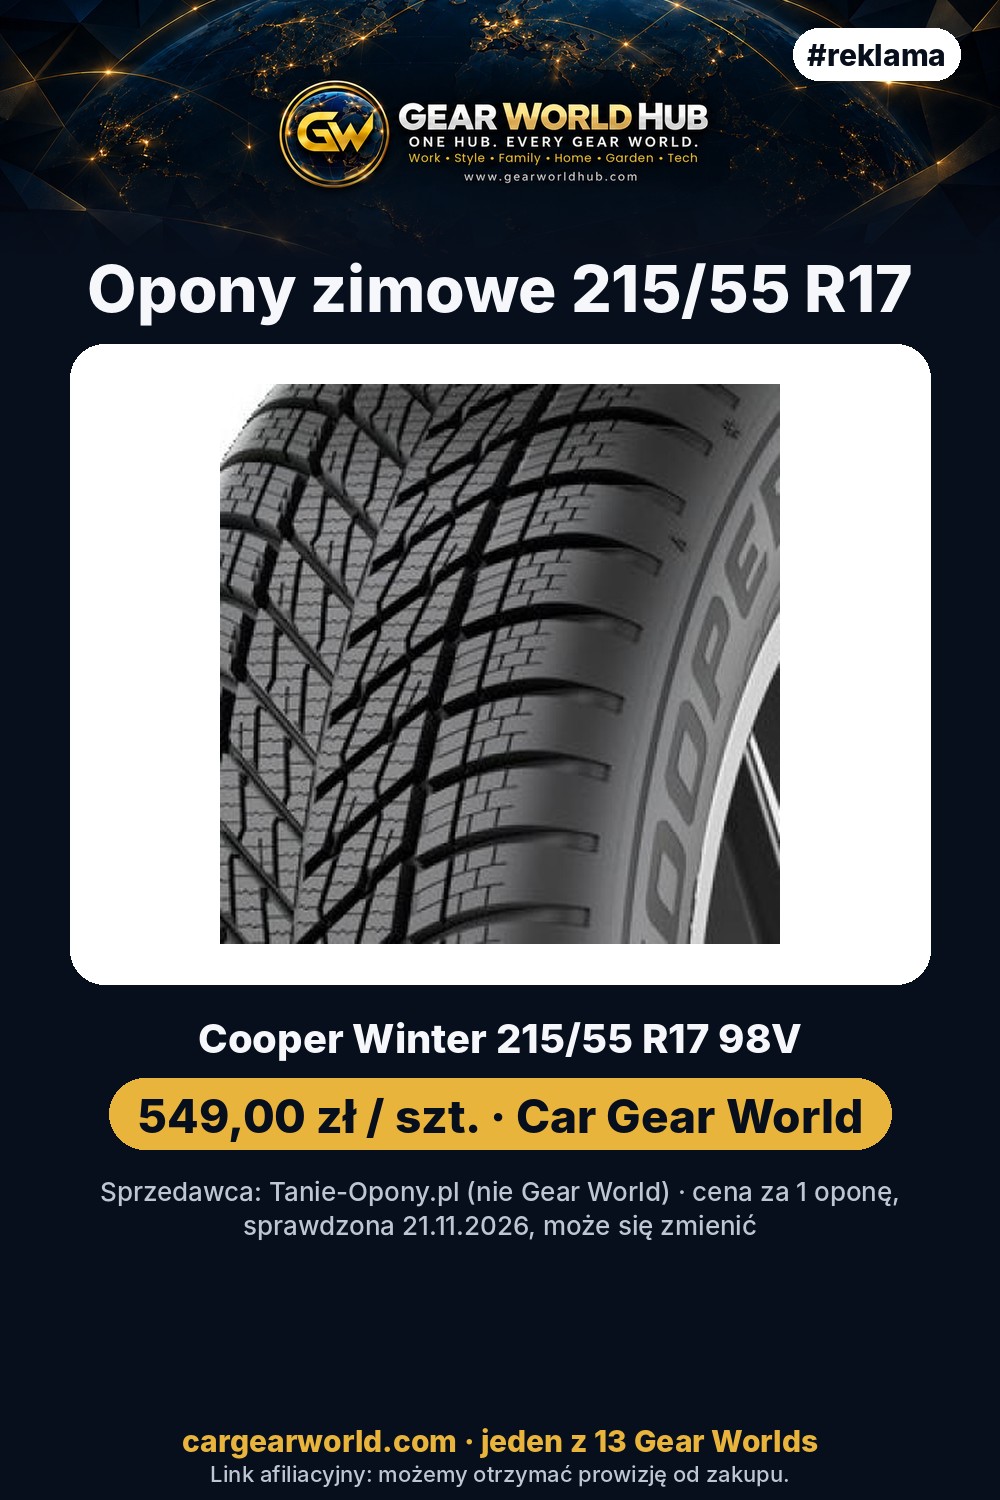 #reklama
GW
GEAR WORLD HUB
ONE HUB. EVERY GEAR WORLD.
Work • Style • Family • Home • Garden • Tech
www.gearworldhub.com
Opony zimowe 215/55 R17
COOPER
Cooper Winter 215/55 R17 98V
549,00 zł / szt. · Car Gear World
Sprzedawca: Tanie-Opony.pl (nie Gear World) · cena za 1 oponę,
sprawdzona 21.11.2026, może się zmienić
cargearworld.com · jeden z 13 Gear Worlds
Link afiliacyjny: możemy otrzymać prowizję od zakupu.